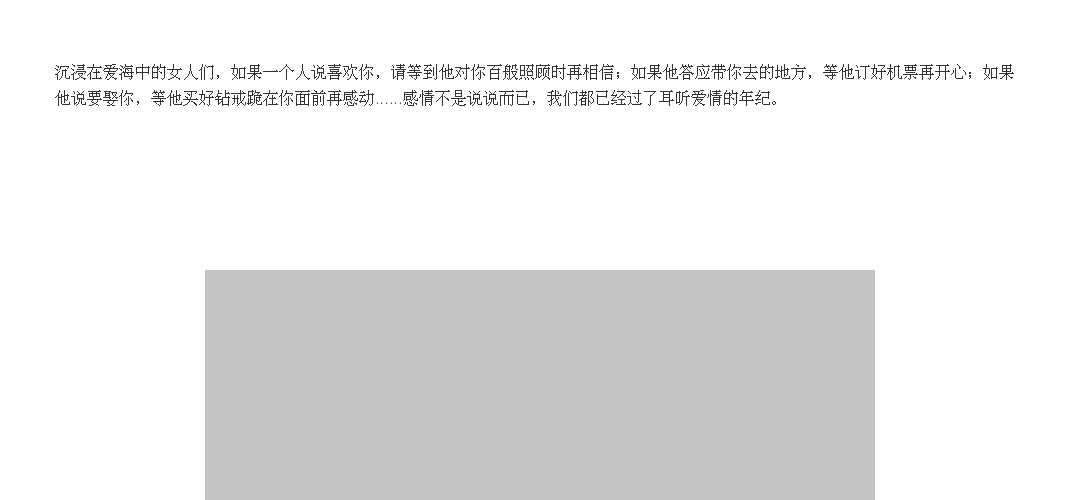 沉浸在爱海中的女人们，如果一个人说喜欢你，请等到他对你百般照顾时再相信；如果他答应带你去的地方，等他订好机票再开心；如果
他说要娶你，等他买好钻戒跪在你面前再感动……感情不是说说而已，我们都已经过了耳听爱情的年纪。